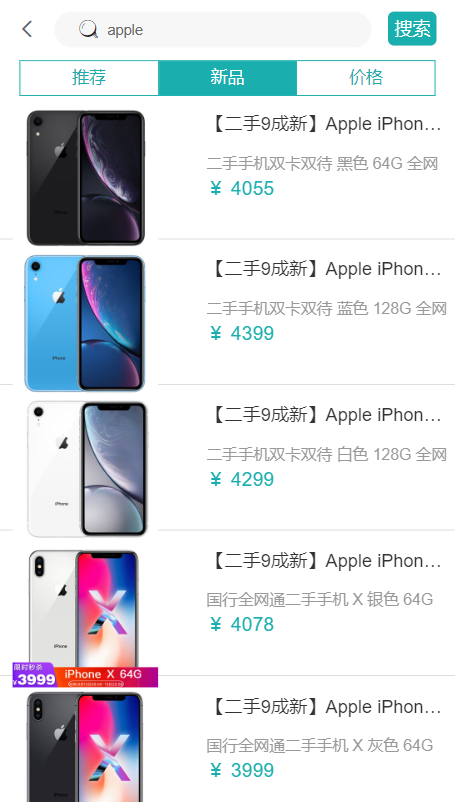 apple
搜索
推荐
新品
价格
【二手9成新】Apple iPhon...
二手手机双卡双待 黑色 64G 全网
¥ 4055
【二手9成新】Apple iPhon...
二手手机双卡双待 蓝色 128G 全网
¥ 4399
iPhone
【二手9成新】Apple iPhon...
二手手机双卡双待 白色 128G 全网
¥ 4299
iPhone
【二手9成新】Apple iPhon...
国行全网通二手手机 X 银色 64G
¥ 4078
iPhone
限时秒杀
¥3999
iPhone X 64G
【二手9成新】Apple iPhon...
国行全网通二手手机 X 灰色 64G
¥ 3999